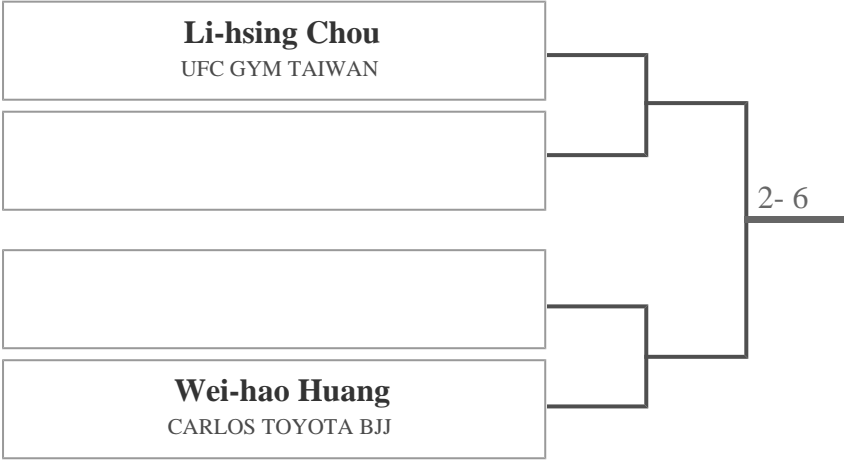 Li-hsing Chou
UFC GYM TAIWAN
2- 6
Wei-hao Huang
CARLOS TOYOTA BJJ